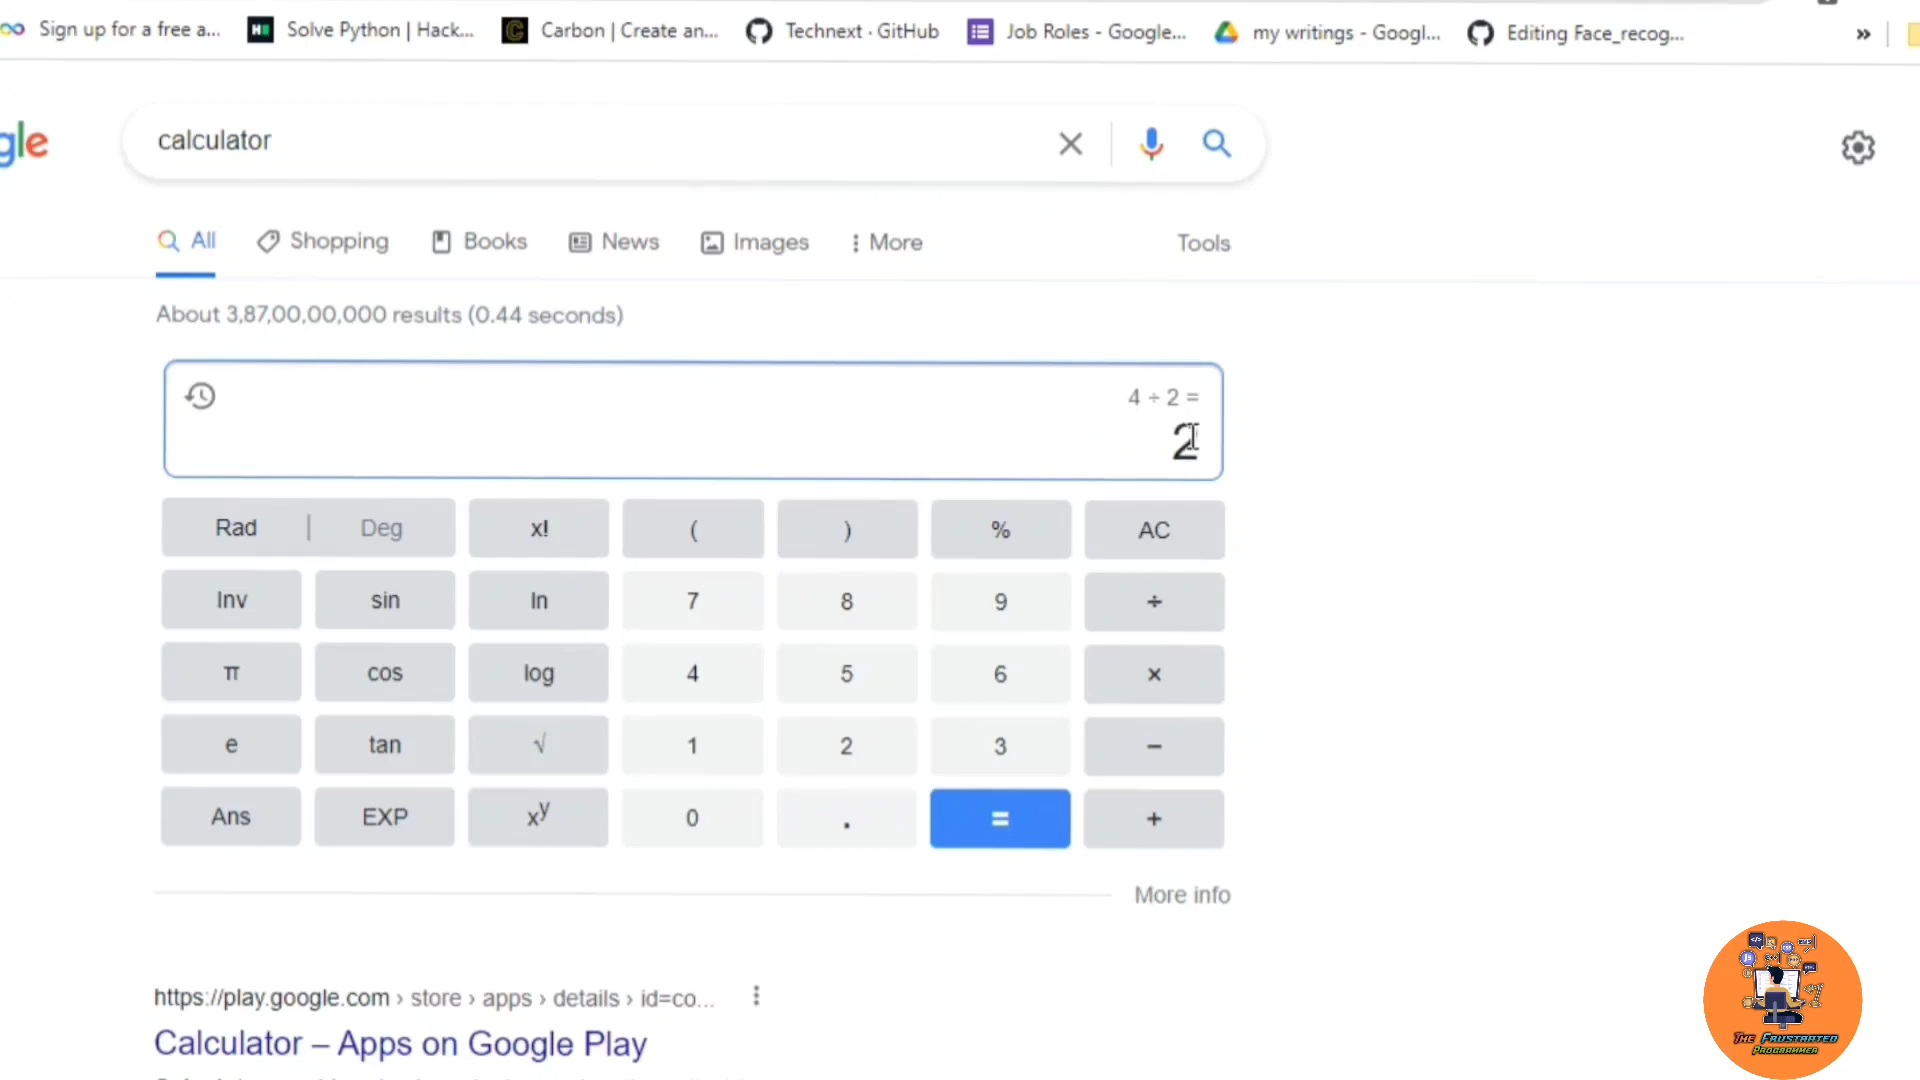 Sign up for a free a...
Solve Python | Hack...
Carbon | Create an...
Technext · GitHub
Job Roles - Google...
my writings - Googl...
Editing Face_recog...
»
gle
calculator
All
Shopping
Books
News
Images
More
Tools
About 3,87,00,00,000 results (0.44 seconds)
4 ÷ 2 =
2
Rad | Deg x! ( ) % AC
Inv sin ln 7 8 9 ÷
π cos log 4 5 6 ×
e tan √ 1 2 3 −
Ans EXP xʸ 0 . = +
More info
https://play.google.com › store › apps › details › id=co...
Calculator – Apps on Google Play
The Frustrated
Programmer